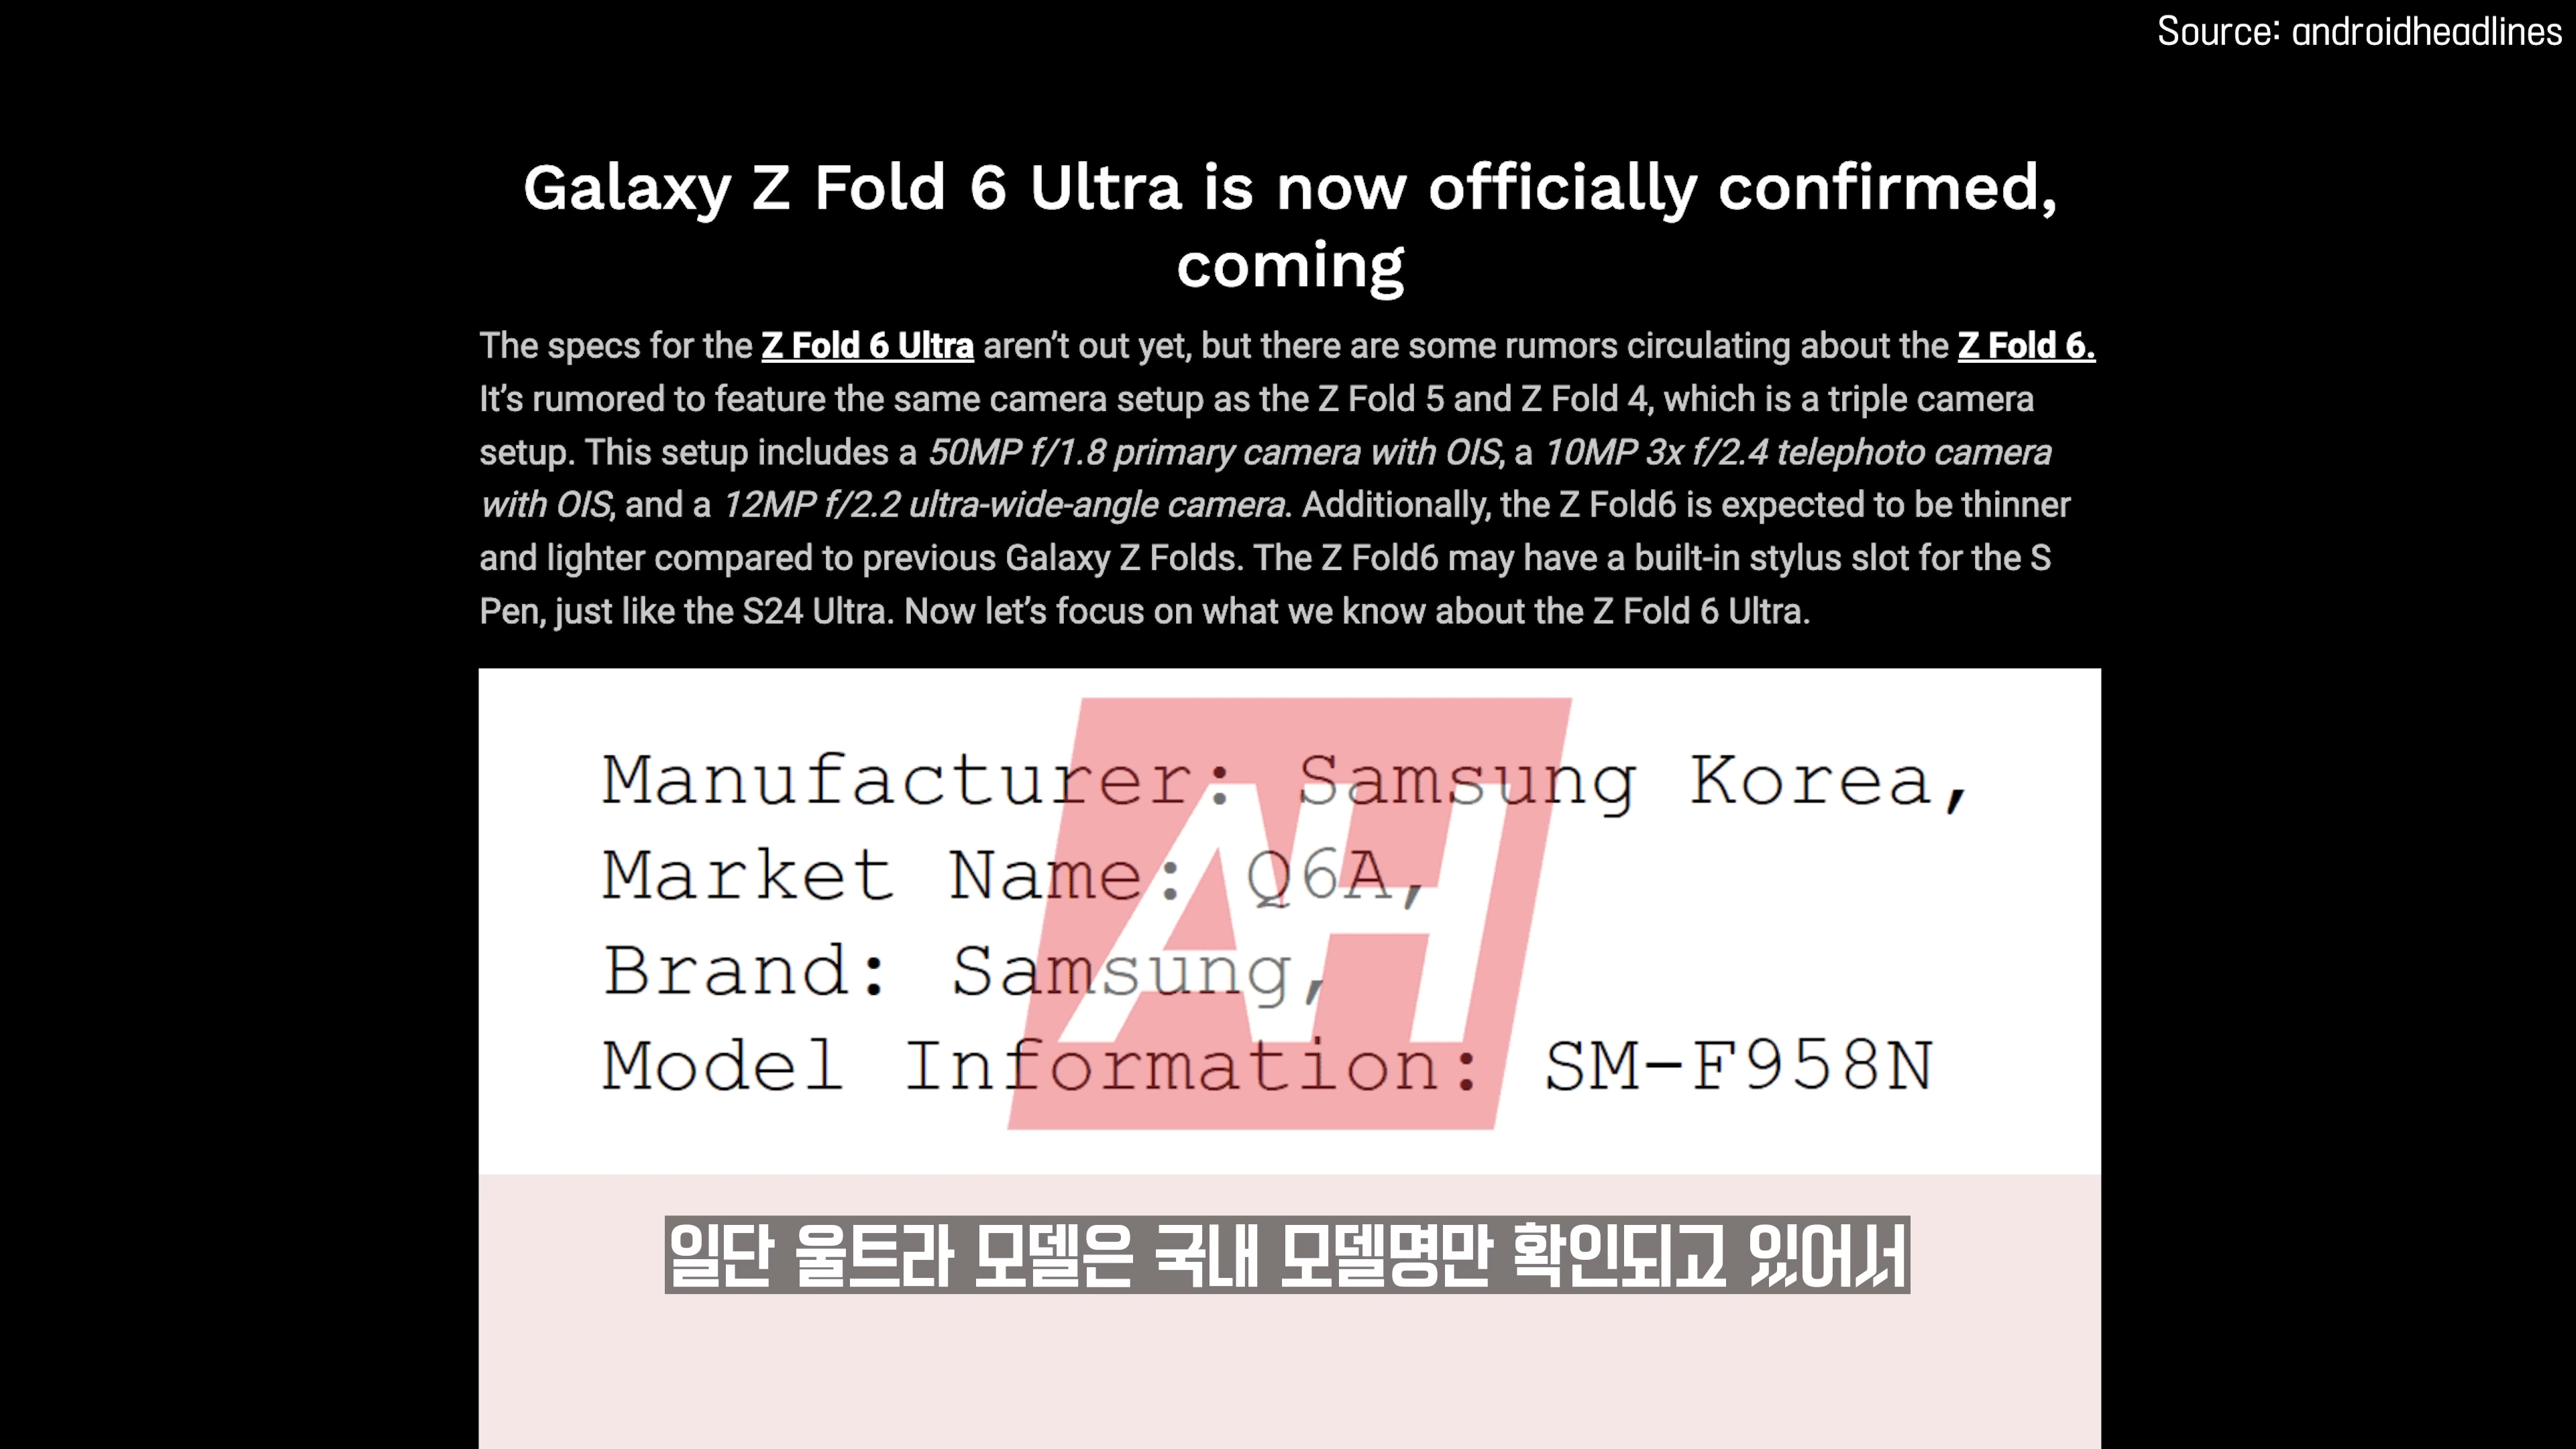 Source: androidheadlines
Galaxy Z Fold 6 Ultra is now officially confirmed,
coming
The specs for the Z Fold 6 Ultra aren’t out yet, but there are some rumors circulating about the Z Fold 6.
It’s rumored to feature the same camera setup as the Z Fold 5 and Z Fold 4, which is a triple camera
setup. This setup includes a 50MP f/1.8 primary camera with OIS, a 10MP 3x f/2.4 telephoto camera
with OIS, and a 12MP f/2.2 ultra-wide-angle camera. Additionally, the Z Fold6 is expected to be thinner
and lighter compared to previous Galaxy Z Folds. The Z Fold6 may have a built-in stylus slot for the S
Pen, just like the S24 Ultra. Now let’s focus on what we know about the Z Fold 6 Ultra.
Manufacturer: Samsung Korea,
Market Name: Q6A,
Brand: Samsung,
Model Information: SM-F958N
AH
일단 울트라 모델은 국내 모델명만 확인되고 있어서